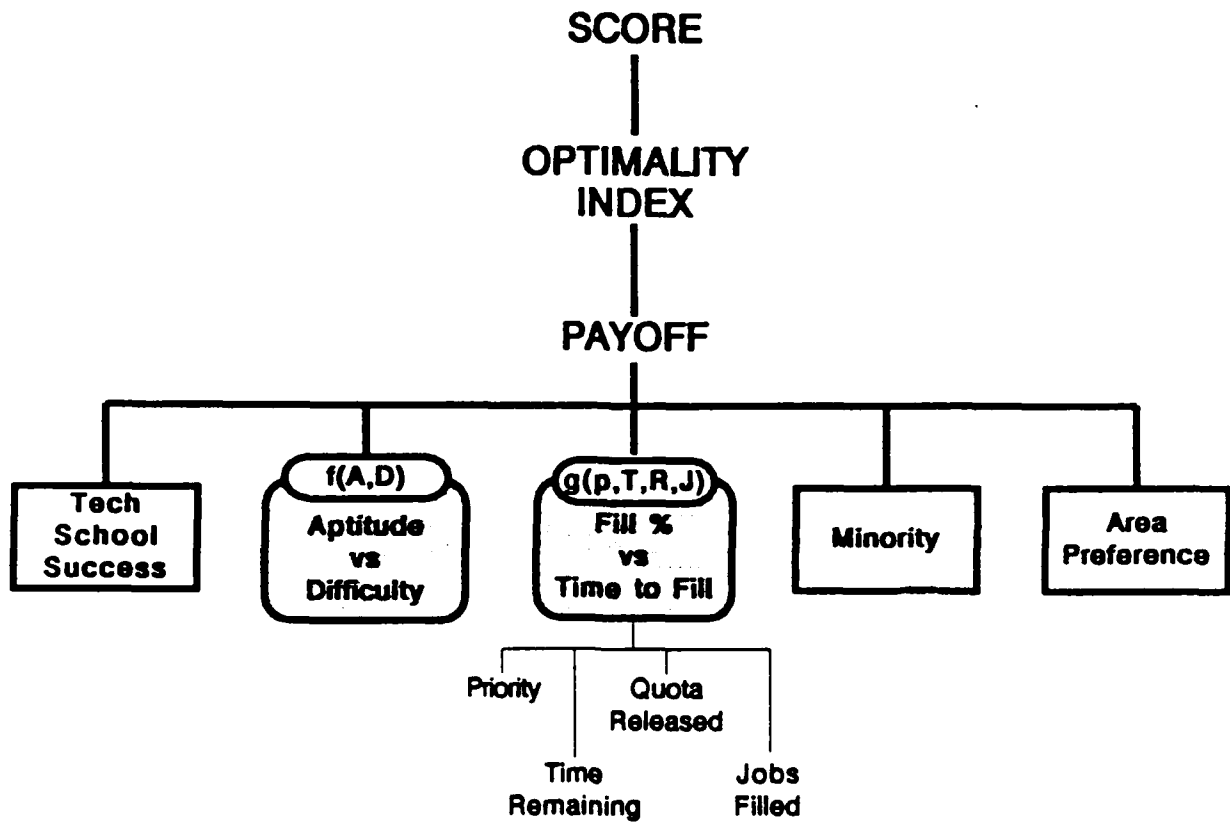 SCORE
OPTIMALITY
INDEX
PAYOFF
Tech
School
Success
f(A,D)
Aptitude
vs
Difficulty
g(p,T,R,J)
Fill %
vs
Time to Fill
Minority
Area
Preference
Priority
Quota
Released
Time
Remaining
Jobs
Filled